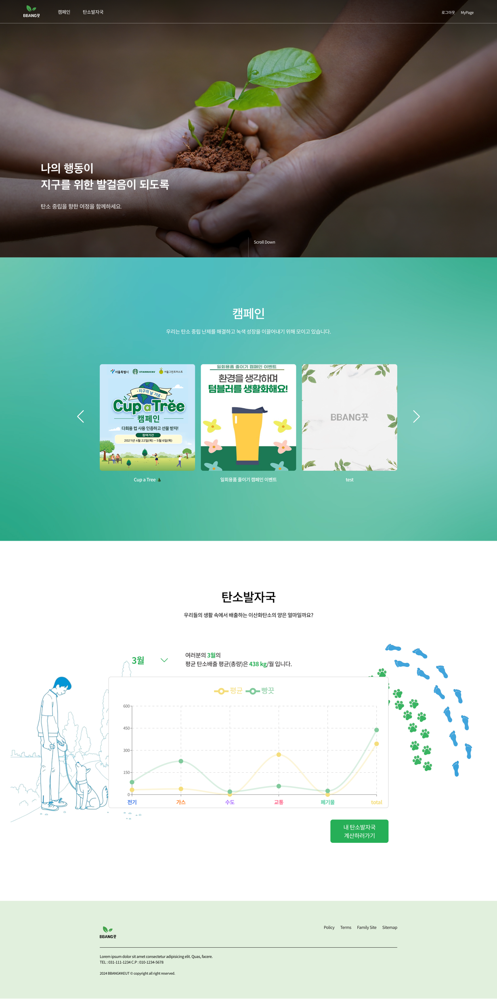 BBANG끗
캠페인
탄소발자국
로그아웃
MyPage
나의 행동이
지구를 위한 발걸음이 되도록
탄소 중립을 향한 여정을 함께하세요.
Scroll Down
캠페인
우리는 탄소 중립 난제를 해결하고 녹색 성장을 이끌어내기 위해 모이고 있습니다.
서울특별시
STARBUCKS
서울그린트러스트
·지구의 날 기념·
Cup a Tree
캠페인
다회용 컵 사용 인증하고 선물 받자!
참여기간
2021년 4월 22일(목) ~ 5월 6일(목)
Cup a Tree
일회용품 줄이기 캠페인 이벤트
환경을 생각하며
텀블러를 생활화해요!
일회용품 줄이기 캠페인 이벤트
BBANG끗
test
탄소발자국
우리들의 생활 속에서 배출하는 이산화탄소의 양은 얼마일까요?
3월
여러분의 3월의
평균 탄소배출 평균(총량)은 438 kg/월 입니다.
평균
빵끗
600
450
300
150
0
전기
가스
수도
교통
폐기물
total
내 탄소발자국
계산하러가기
BBANG끗
Policy
Terms
Family Site
Sitemap
Lorem ipsum dolor sit amet consectetur adipisicing elit. Quas, facere.
TEL : 031-111-1234 C.P : 010-1234-5678
2024 BBANGKKEUT © copyright all right reserved.